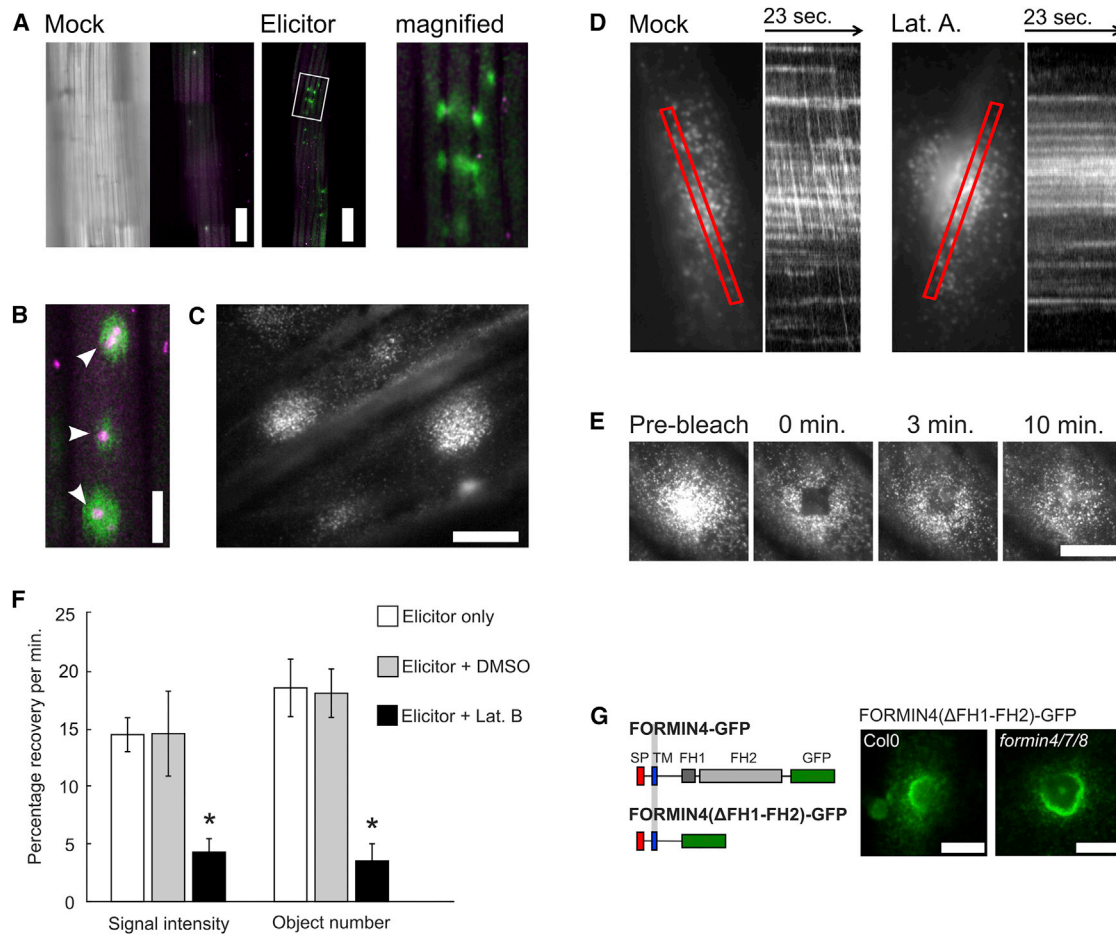 A
Mock
Elicitor
magnified
B
C
D
Mock
23 sec.
Lat. A.
23 sec.
E
Pre-bleach
0 min.
3 min.
10 min.
F
Percentage recovery per min.
25
20
15
10
5
0
Elicitor only
Elicitor + DMSO
Elicitor + Lat. B
*
*
Signal intensity
Object number
G
FORMIN4-GFP
SP TM FH1 FH2 GFP
FORMIN4(ΔFH1-FH2)-GFP
FORMIN4(ΔFH1-FH2)-GFP
Col0
formin4/7/8